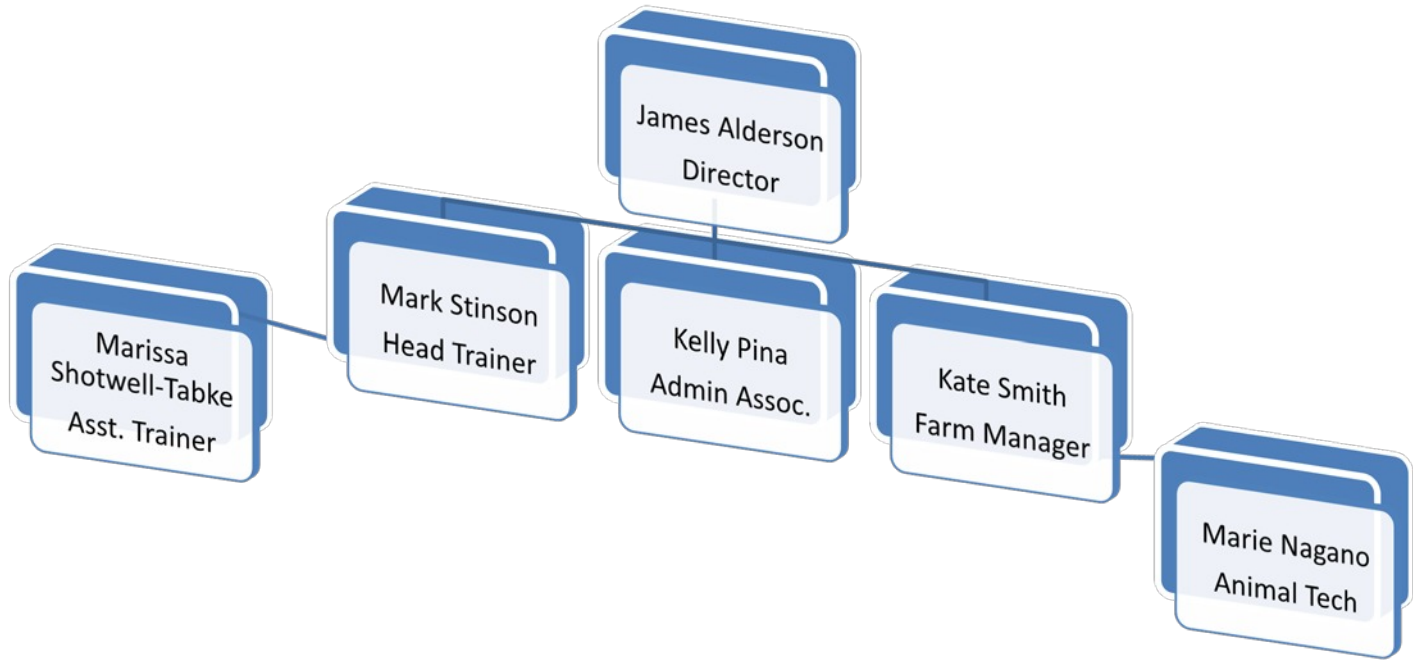 James Alderson
Director
Mark Stinson
Head Trainer
Kelly Pina
Admin Assoc.
Kate Smith
Farm Manager
Marissa
Shotwell-Tabke
Asst. Trainer
Marie Nagano
Animal Tech